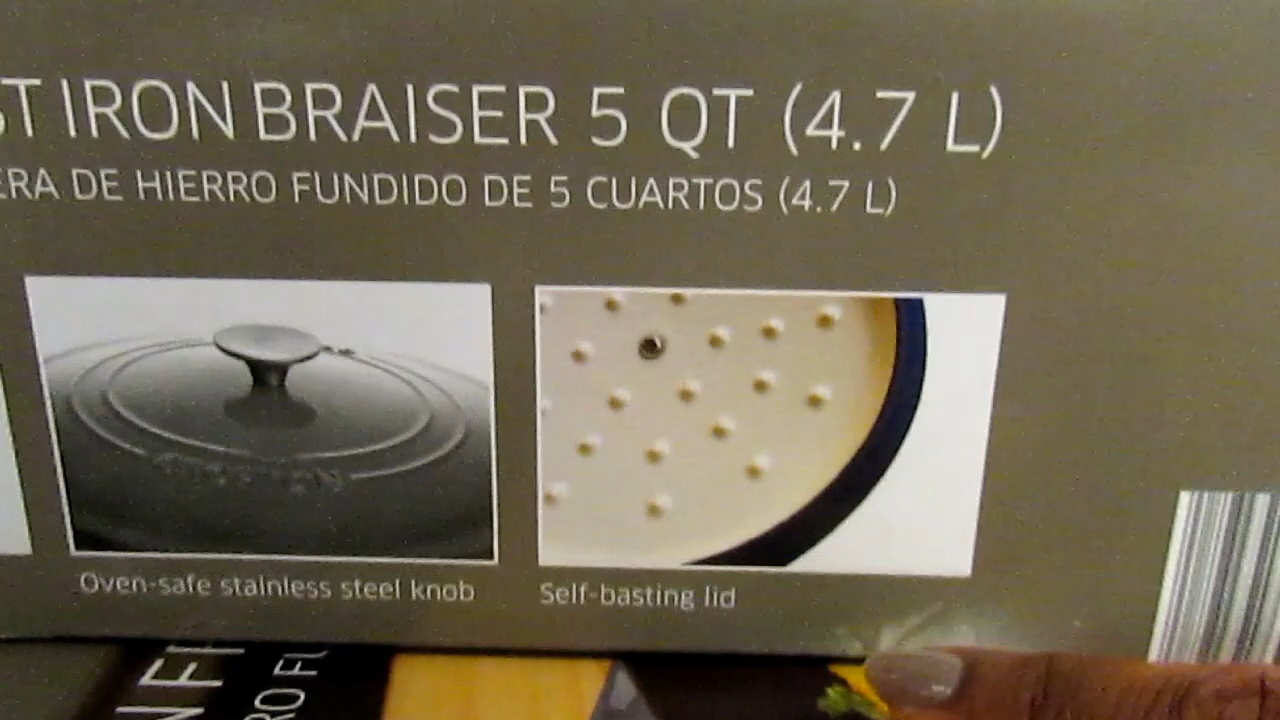 ST IRON BRAISER 5 QT (4.7 L)
ERA DE HIERRO FUNDIDO DE 5 CUARTOS (4.7 L)
Oven-safe stainless steel knob
Self-basting lid